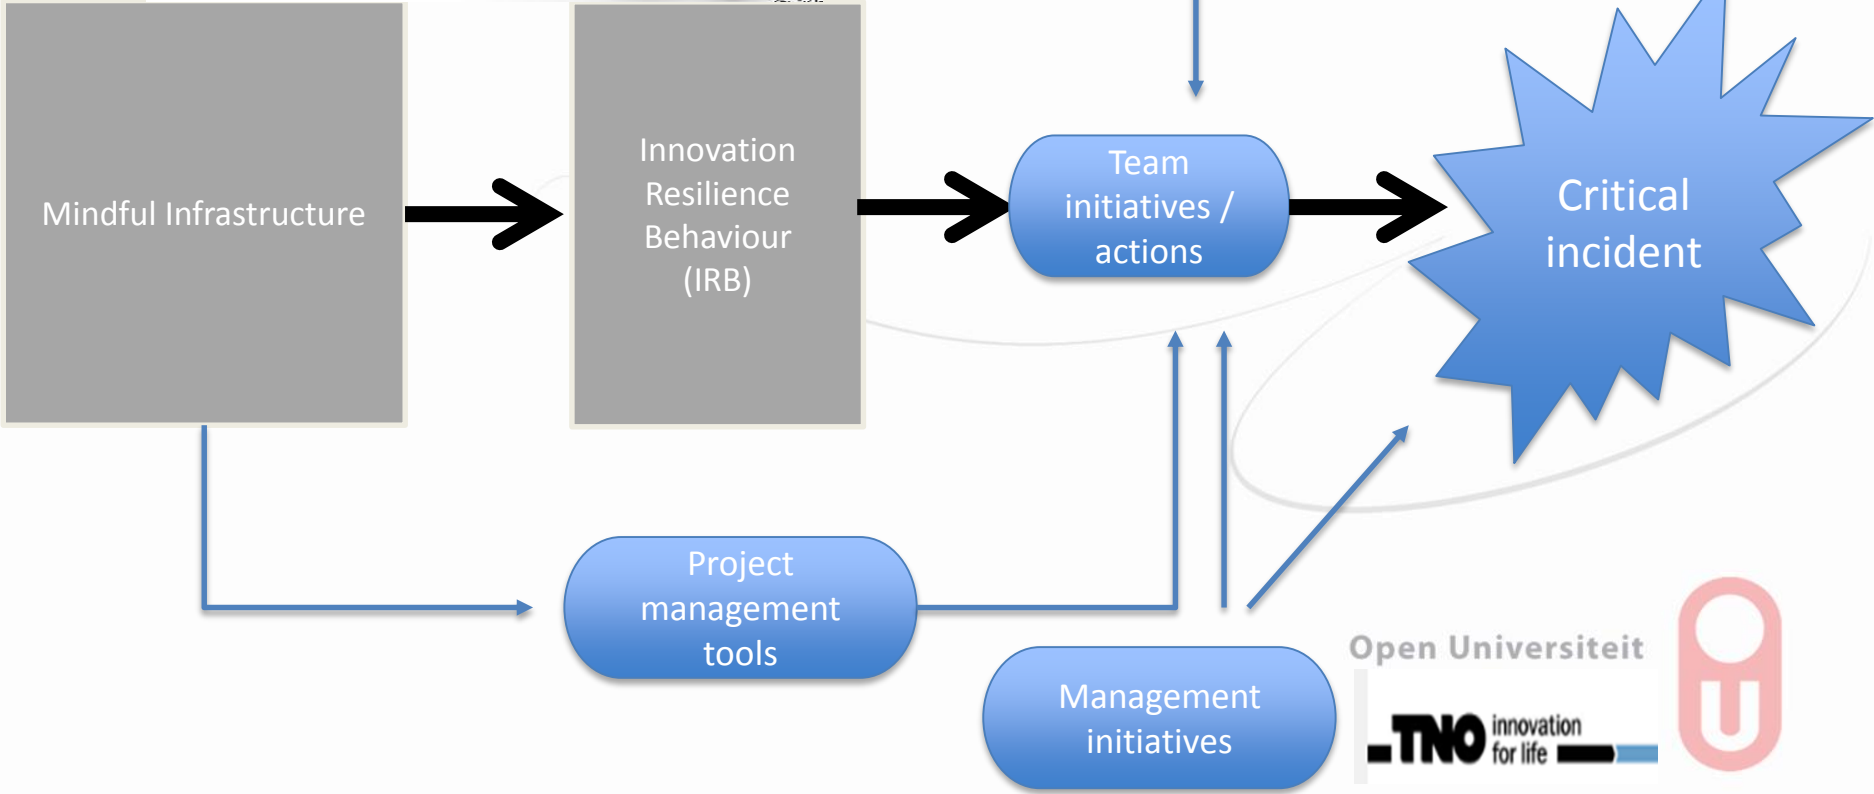 Mindful Infrastructure
Innovation
Resilience
Behaviour
(IRB)
Team
initiatives /
actions
Critical
incident
Project
management
tools
Management
initiatives
Open Universiteit
TNO innovation
for life
U